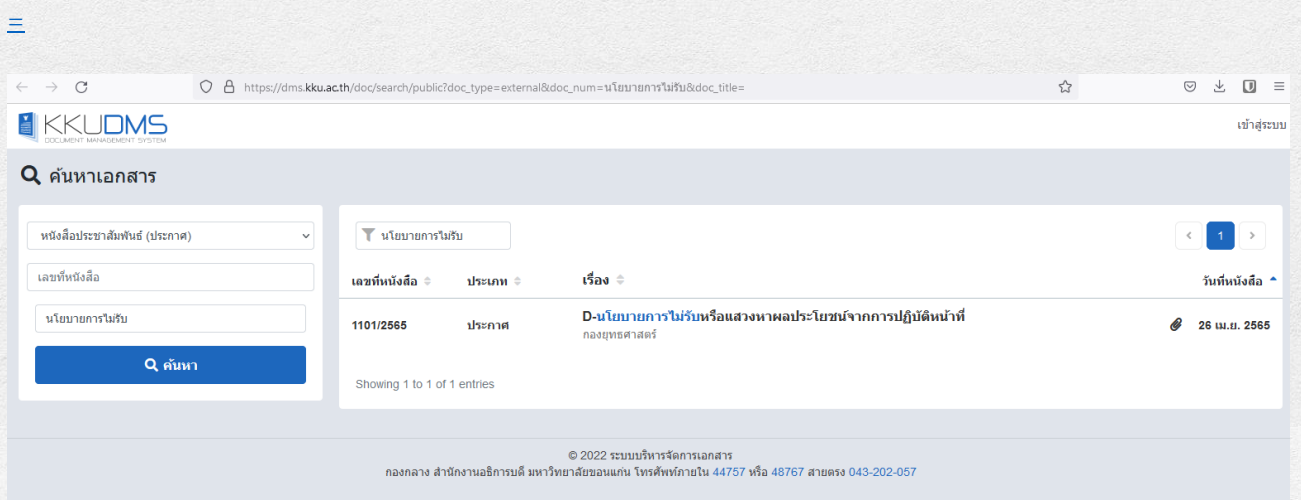 https://dms.kku.ac.th/doc/search/public?doc_type=external&doc_num=นโยบายการไม่รับ&doc_title=
KKUDMS
DOCUMENT MANAGEMENT SYSTEM
เข้าสู่ระบบ
ค้นหาเอกสาร
หนังสือประชาสัมพันธ์ (ประกาศ)
เลขที่หนังสือ
นโยบายการไม่รับ
ค้นหา
นโยบายการไม่รับ
< 1 >
เลขที่หนังสือ ประเภท เรื่อง วันที่หนังสือ
1101/2565 ประกาศ D-นโยบายการไม่รับหรือแสวงหาผลประโยชน์จากการปฏิบัติหน้าที่ 26 เม.ย. 2565
กองยุทธศาสตร์
Showing 1 to 1 of 1 entries
© 2022 ระบบบริหารจัดการเอกสาร
กองกลาง สำนักงานอธิการบดี มหาวิทยาลัยขอนแก่น โทรศัพท์ภายใน 44757 หรือ 48767 สายตรง 043-202-057